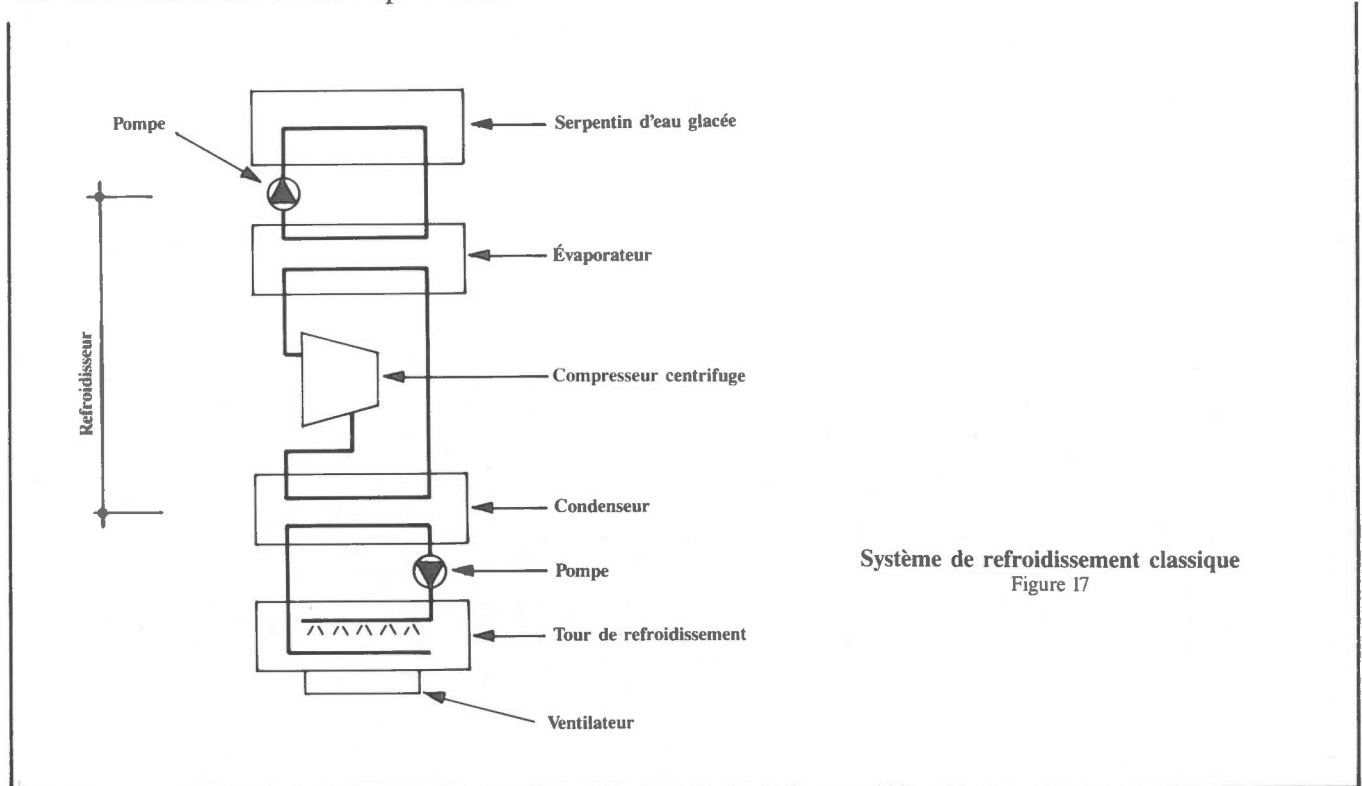 Pompe
Serpentin d'eau glacée
Évaporateur
Refroidisseur
Compresseur centrifuge
Condenseur
Pompe
Tour de refroidissement
Ventilateur
Système de refroidissement classique
Figure 17